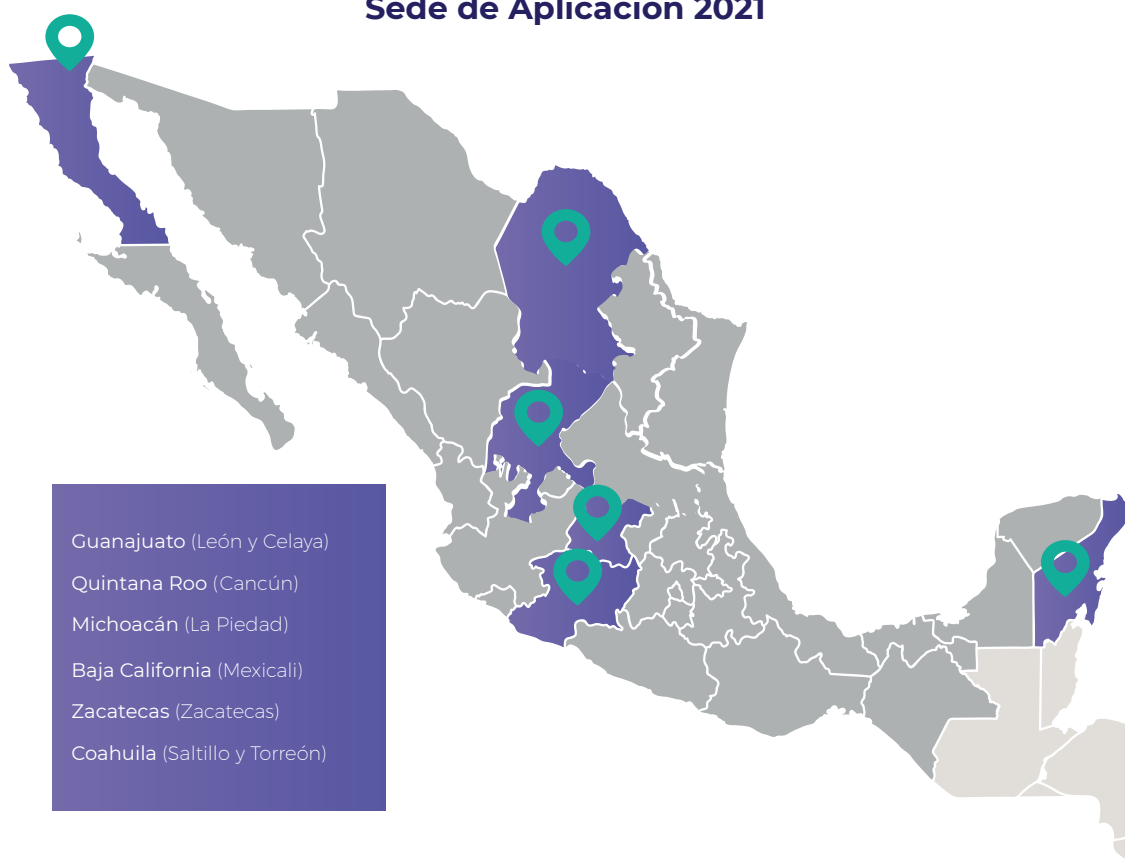 Sede de Aplicación 2021
Guanajuato (León y Celaya)
Quintana Roo (Cancún)
Michoacán (La Piedad)
Baja California (Mexicali)
Zacatecas (Zacatecas)
Coahuila (Saltillo y Torreón)